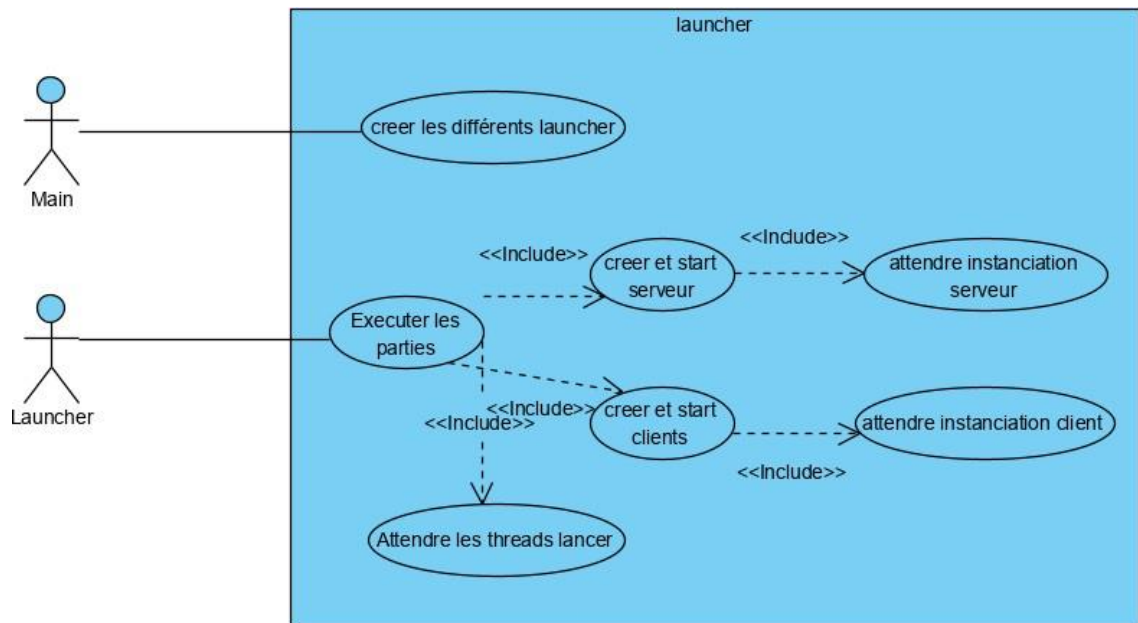 launcher
creer les différents launcher
Main
<<Include>>
creer et start
serveur
<<Include>>
attendre instanciation
serveur
Executer les
parties
Launcher
<<Include>>
<<Include>>
creer et start
clients
attendre instanciation client
<<Include>>
Attendre les threads lancer